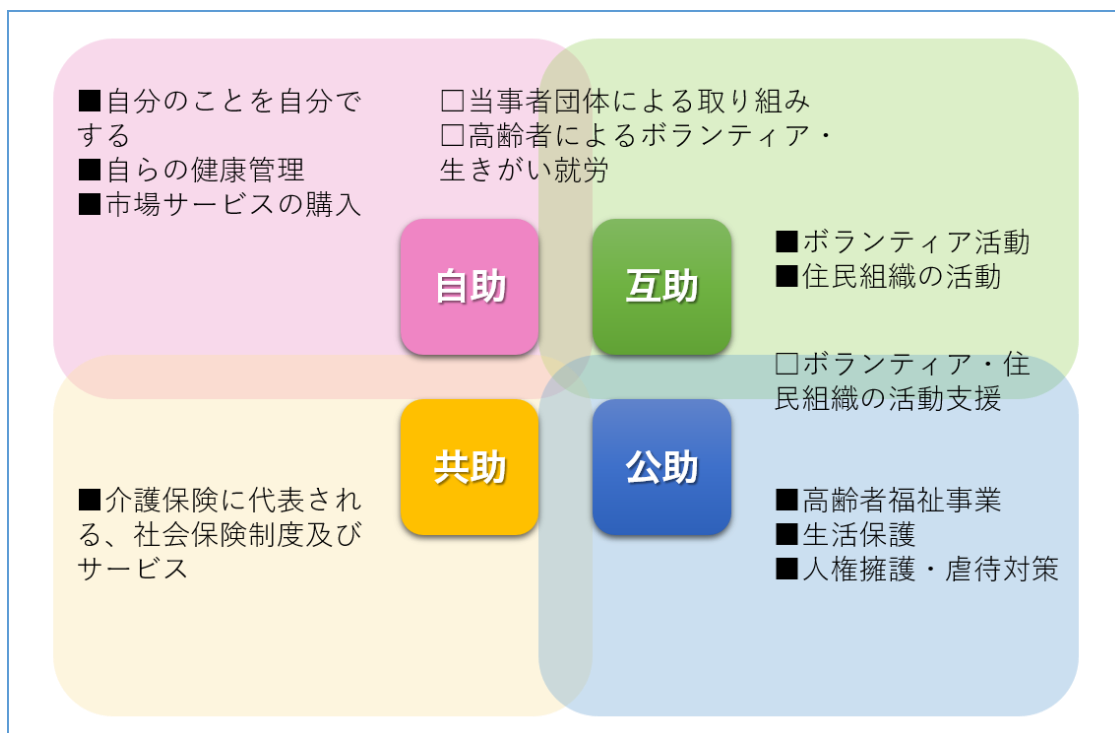 ■自分のことを自分で
する
■自らの健康管理
■市場サービスの購入
□当事者団体による取り組み
□高齢者によるボランティア・
生きがい就労
自助
互助
■ボランティア活動
■住民組織の活動
□ボランティア・住
民組織の活動支援
共助
公助
■介護保険に代表され
る、社会保険制度及び
サービス
■高齢者福祉事業
■生活保護
■人権擁護・虐待対策